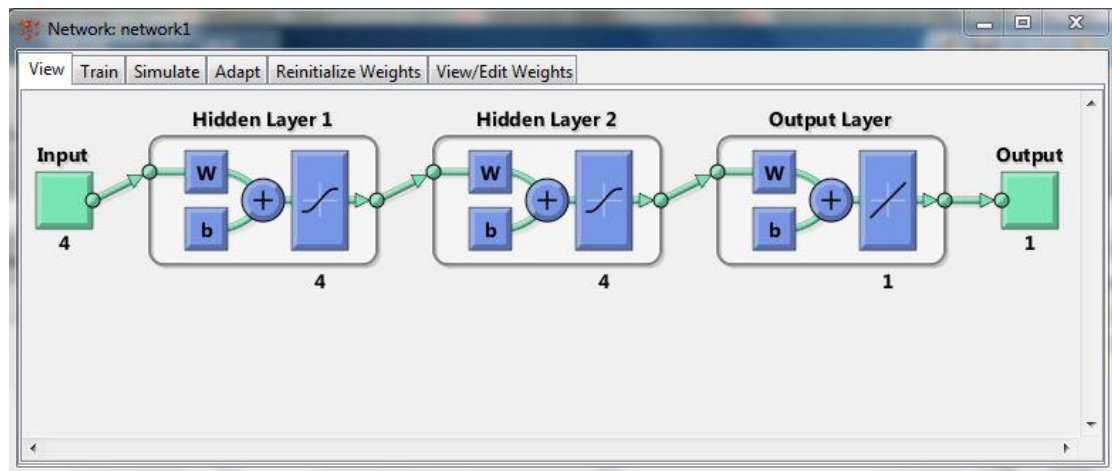 Network: network1
View Train Simulate Adapt Reinitialize Weights View/Edit Weights
Hidden Layer 1 Hidden Layer 2 Output Layer
Input Output
W W W
b b b
4 1
4 4 1